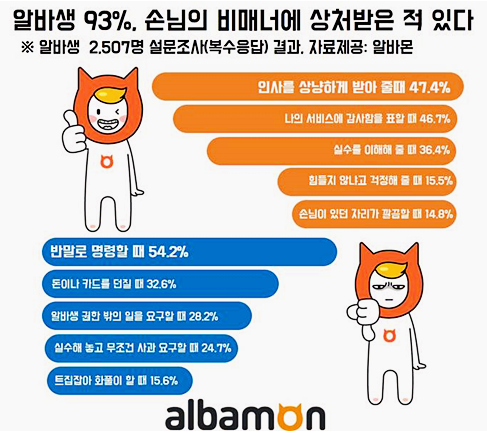 알바생 93%, 손님의 비매너에 상처받은 적 있다
※ 알바생 2,507명 설문조사(복수응답) 결과, 자료제공: 알바몬
인사를 상냥하게 받아 줄때 47.4%
나의 서비스에 감사함을 표할 때 46.7%
실수를 이해해 줄 때 36.4%
힘들지 않냐고 걱정해 줄 때 15.5%
손님이 있던 자리가 깔끔할 때 14.8%
반말로 명령할 때 54.2%
돈이나 카드를 던질 때 32.6%
알바생 권한 밖의 일을 요구할 때 28.2%
실수해 놓고 무조건 사과 요구할 때 24.7%
트집잡아 화풀이 할 때 15.6%
albamon